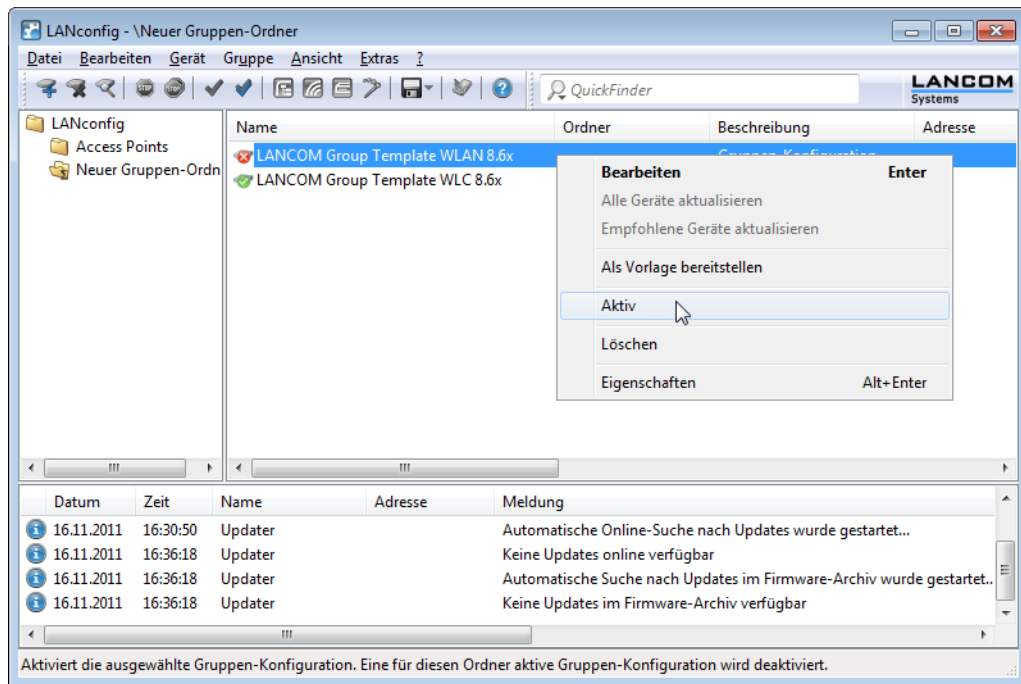 LANconfig - \Neuer Gruppen-Ordner
Datei Bearbeiten Gerät Gruppe Ansicht Extras ?
QuickFinder
LANCOM
Systems
LANconfig
Access Points
Neuer Gruppen-Ordn
Name Ordner Beschreibung Adresse
LANCOM Group Template WLAN 8.6x Gruppen-Konfiguration
LANCOM Group Template WLC 8.6x
Bearbeiten Enter
Alle Geräte aktualisieren
Empfohlene Geräte aktualisieren
Als Vorlage bereitstellen
Aktiv
Löschen
Eigenschaften Alt+Enter
Datum Zeit Name Adresse Meldung
16.11.2011 16:30:50 Updater Automatische Online-Suche nach Updates wurde gestartet...
16.11.2011 16:36:18 Updater Keine Updates online verfügbar
16.11.2011 16:36:18 Updater Automatische Suche nach Updates im Firmware-Archiv wurde gestartet..
16.11.2011 16:36:18 Updater Keine Updates im Firmware-Archiv verfügbar
Aktiviert die ausgewählte Gruppen-Konfiguration. Eine für diesen Ordner aktive Gruppen-Konfiguration wird deaktiviert.